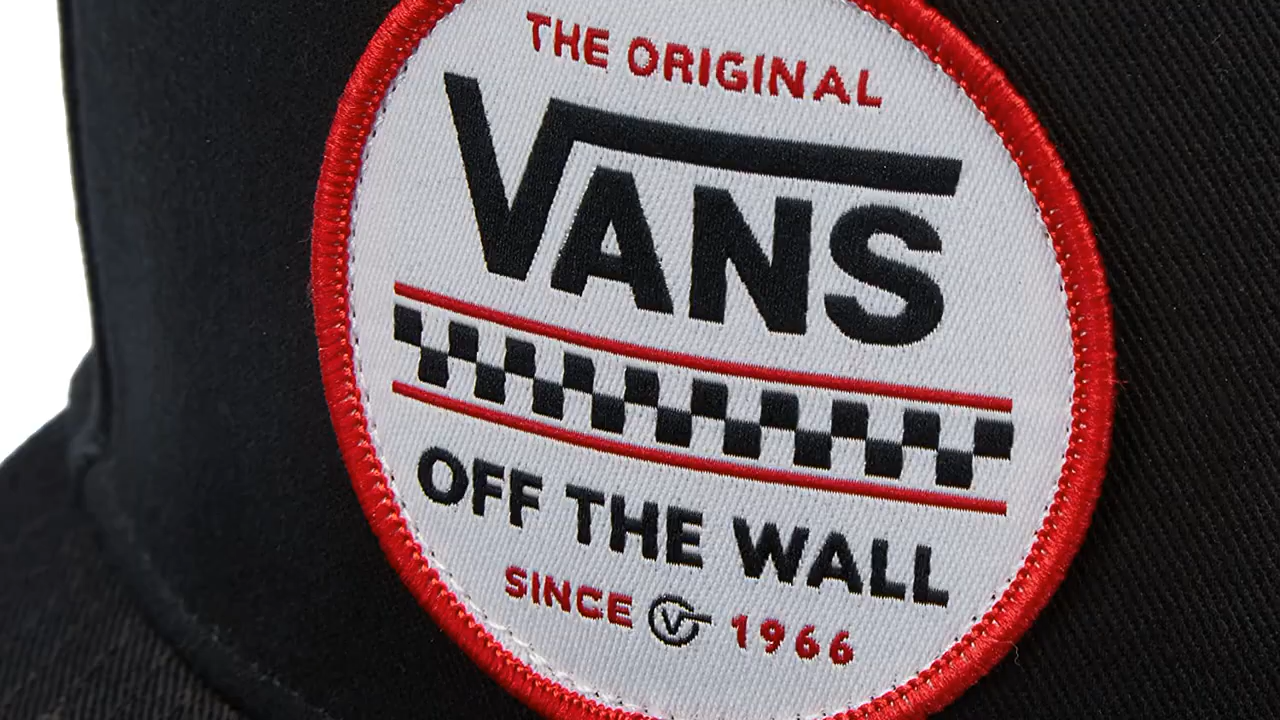 THE ORIGINAL
VANS
OFF THE WALL
SINCE V 1966